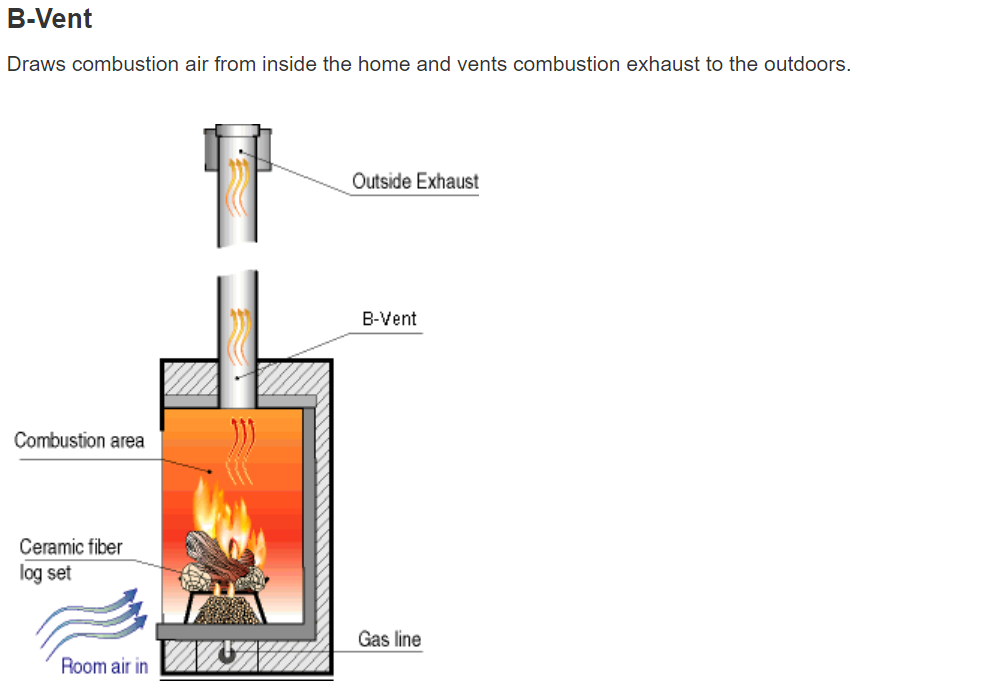 B-Vent
Draws combustion air from inside the home and vents combustion exhaust to the outdoors.
Outside Exhaust
B-Vent
Combustion area
Ceramic fiber
log set
Gas line
Room air in